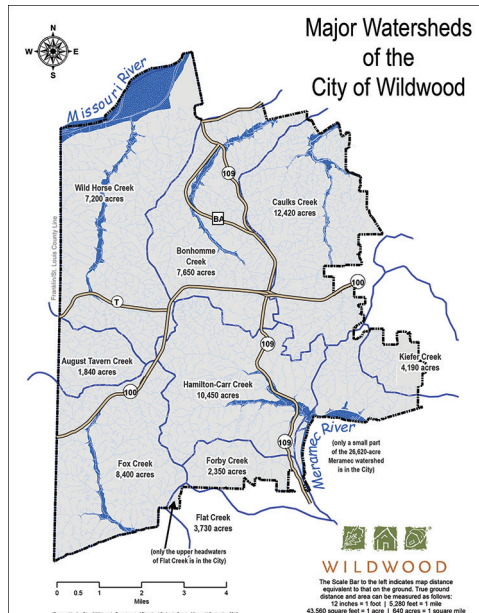 Major Watersheds
of the
City of Wildwood
N
W
E
S
Missouri River
109
Wild Horse Creek
7,200 acres
Caulks Creek
12,420 acres
BA
Bonhomme
Creek
7,650 acres
Franklin/St. Louis County Line
100
T
109
August Tavern Creek
1,840 acres
Kiefer Creek
4,190 acres
Hamilton-Carr Creek
10,450 acres
100
Meramec River
109
(only a small part
of the 26,620-acre
Meramec watershed
is in the City)
Forby Creek
2,350 acres
Fox Creek
8,400 acres
Flat Creek
3,730 acres
(only the upper headwaters
of Flat Creek is in the City)
WILDWOOD
0 0.5 1 2 3 4
Miles
The Scale Bar to the left indicates map distance
equivalent to that on the ground. True ground
distance and area can be measured as follows:
12 inches = 1 foot | 5,280 feet = 1 mile
43,560 square feet = 1 acre | 640 acres = 1 square mile